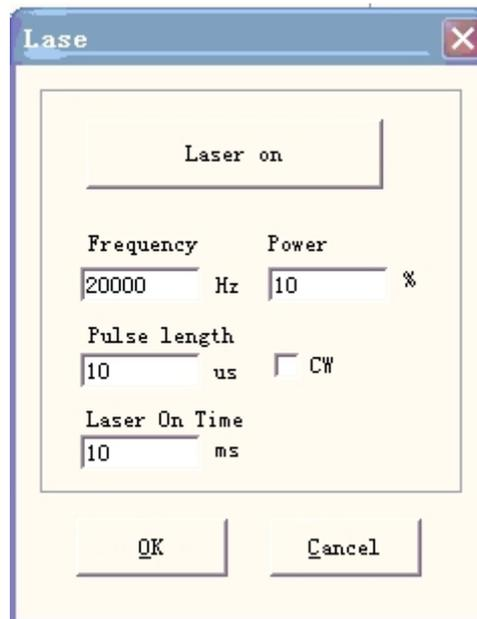 Lase
Laser on
Frequency Power
20000 Hz 10 %
Pulse length
10 us CW
Laser On Time
10 ms
OK Cancel